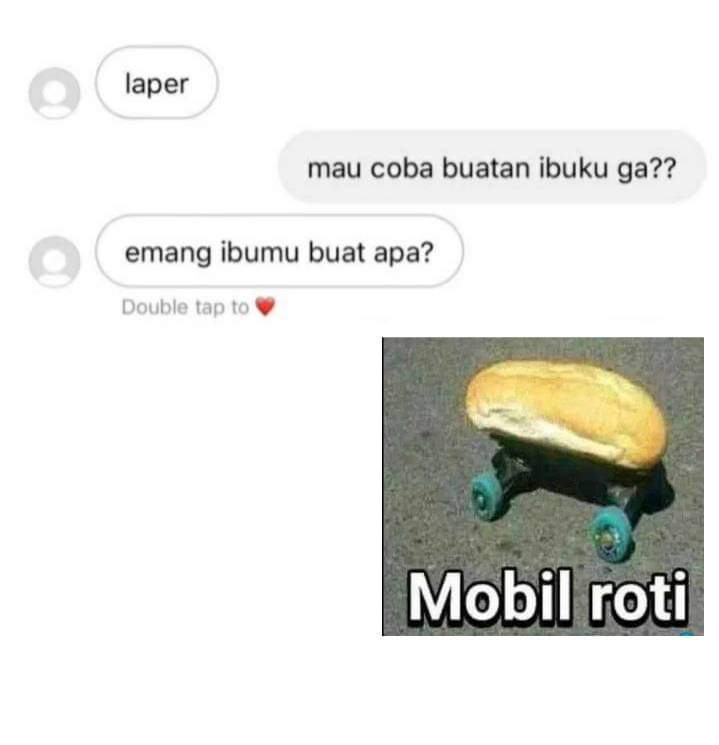 laper
mau coba buatan ibuku ga??
emang ibumu buat apa?
Double tap to ❤️
Mobil roti